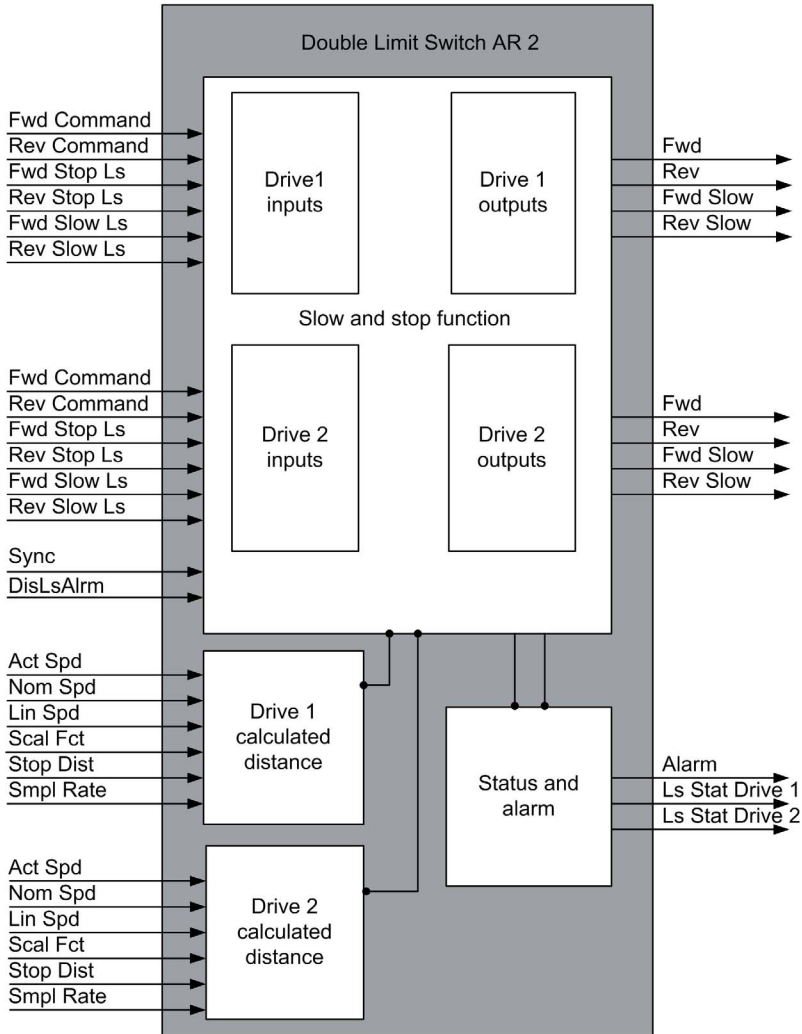 Double Limit Switch AR 2
Fwd Command
Rev Command
Fwd Stop Ls
Rev Stop Ls
Fwd Slow Ls
Rev Slow Ls
Drive1
inputs
Drive 1
outputs
Fwd
Rev
Fwd Slow
Rev Slow
Slow and stop function
Fwd Command
Rev Command
Fwd Stop Ls
Rev Stop Ls
Fwd Slow Ls
Rev Slow Ls
Drive 2
inputs
Drive 2
outputs
Fwd
Rev
Fwd Slow
Rev Slow
Sync
DisLsAlrm
Act Spd
Nom Spd
Lin Spd
Scal Fct
Stop Dist
Smpl Rate
Drive 1
calculated
distance
Status and
alarm
Alarm
Ls Stat Drive 1
Ls Stat Drive 2
Act Spd
Nom Spd
Lin Spd
Scal Fct
Stop Dist
Smpl Rate
Drive 2
calculated
distance